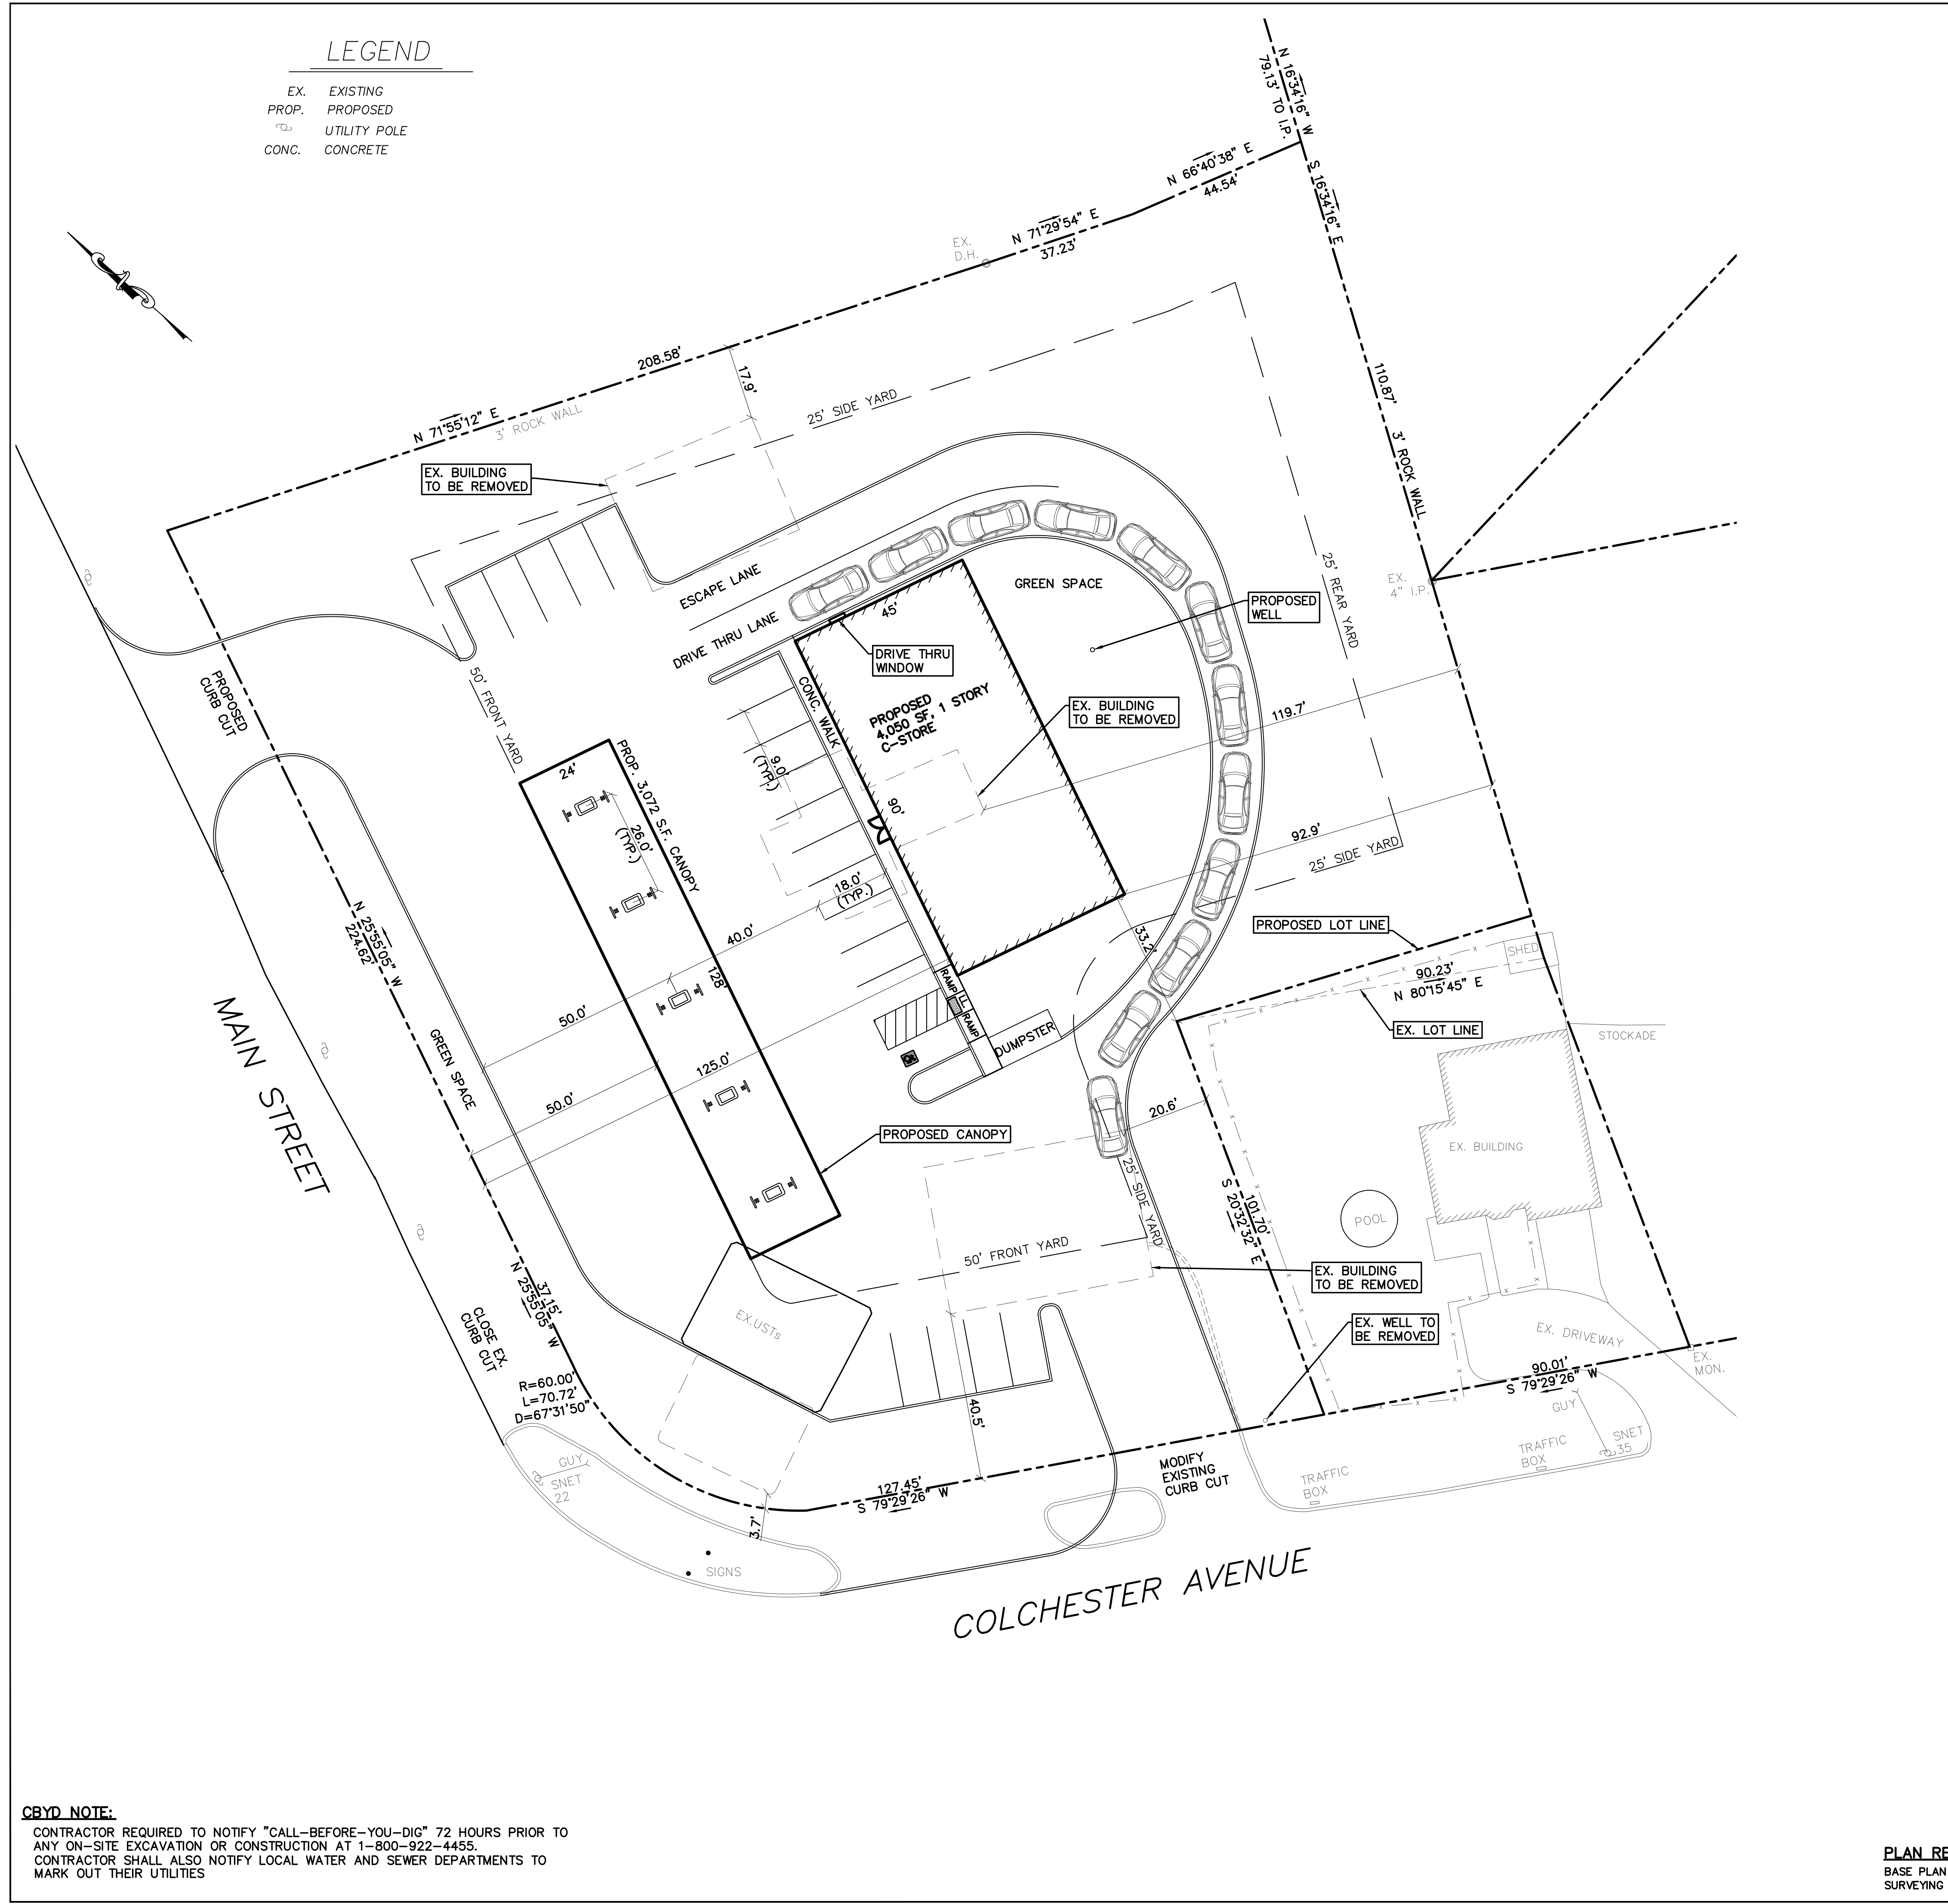 LEGEND
EX. EXISTING
PROP. PROPOSED
UTILITY POLE
CONC. CONCRETE
N 16°34'16" W
79.13' TO I.P.
S 16°34'16" E
N 66°40'38" E
44.54'
N 71°29'54" E
37.23'
EX.
D.H.
208.58'
N 71°55'12" E
3' ROCK WALL
17.9'
25' SIDE YARD
110.87'
3' ROCK WALL
EX. BUILDING
TO BE REMOVED
ESCAPE LANE
DRIVE THRU LANE
45'
GREEN SPACE
25' REAR YARD
EX.
4" I.P.
PROPOSED
WELL
DRIVE THRU
WINDOW
PROPOSED
CURB CUT
50' FRONT YARD
CONC. WALK
PROPOSED
4,050 SF, 1 STORY
C-STORE
EX. BUILDING
TO BE REMOVED
119.7'
24'
PROP. 3,072 S.F. CANOPY
9.0'
(TYP.)
26.0'
(TYP.)
90'
92.9'
25' SIDE YARD
18.0'
(TYP.)
N 25°55'05" W
224.62'
40.0'
33.2'
PROPOSED LOT LINE
128'
SHED
90.23'
N 80°15'45" E
RAMP
LL
RAMP
50.0'
EX. LOT LINE
STOCKADE
MAIN STREET
GREEN SPACE
DUMPSTER
125.0'
50.0'
20.6'
PROPOSED CANOPY
EX. BUILDING
25' SIDE YARD
101.70'
S 20°32'32" E
POOL
50' FRONT YARD
EX. BUILDING
TO BE REMOVED
37.15'
N 25°55'05" W
CLOSE EX.
CURB CUT
EX.USTs
EX. WELL TO
BE REMOVED
EX. DRIVEWAY
EX.
MON.
90.01'
S 79°29'26" W
R=60.00'
L=70.72'
D=67°31'50"
40.5'
GUY
SNET
35
TRAFFIC
BOX
GUY
SNET
22
MODIFY
EXISTING
CURB CUT
TRAFFIC
BOX
127.45'
S 79°29'26" W
3.7'
SIGNS
COLCHESTER AVENUE
CBYD NOTE:
CONTRACTOR REQUIRED TO NOTIFY "CALL-BEFORE-YOU-DIG" 72 HOURS PRIOR TO
ANY ON-SITE EXCAVATION OR CONSTRUCTION AT 1-800-922-4455.
CONTRACTOR SHALL ALSO NOTIFY LOCAL WATER AND SEWER DEPARTMENTS TO
MARK OUT THEIR UTILITIES
PLAN RE
BASE PLAN
SURVEYING